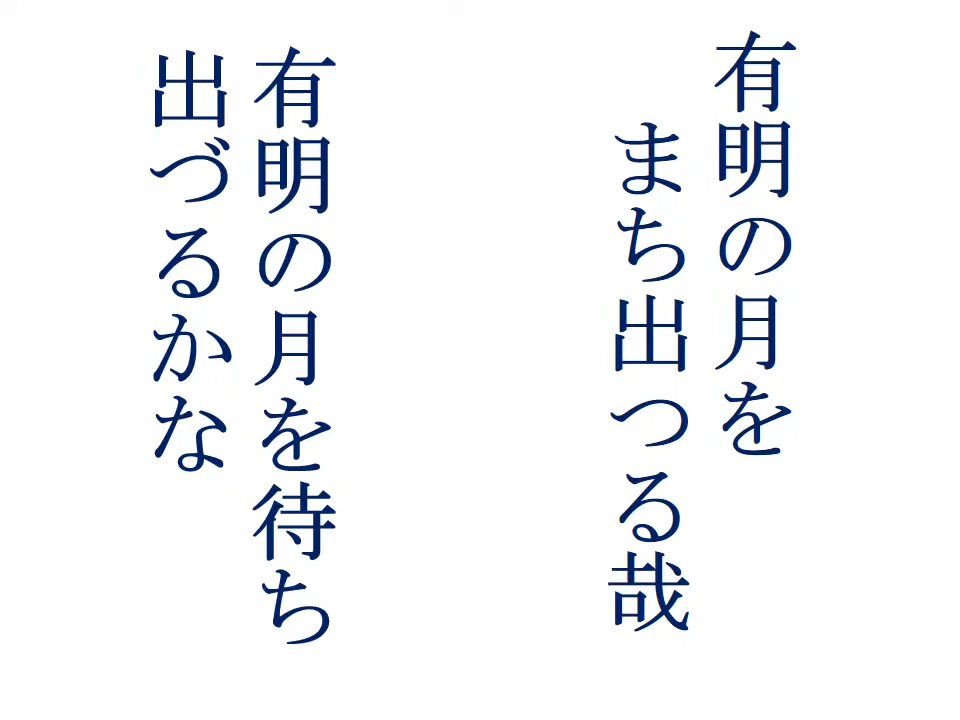 有明の月を
まち出つる哉
有明の月を待ち
出づるかな